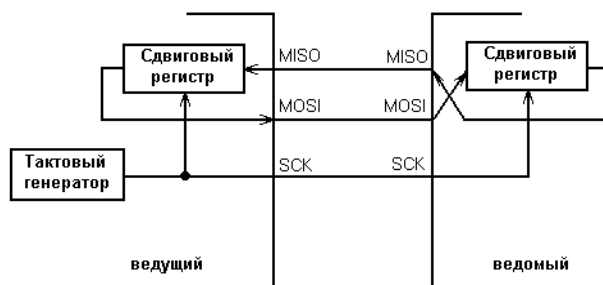 Сдвиговый
регистр
MISO
MISO
Сдвиговый
регистр
MOSI
MOSI
Тактовый
генератор
SCK
SCK
ведущий
ведомый